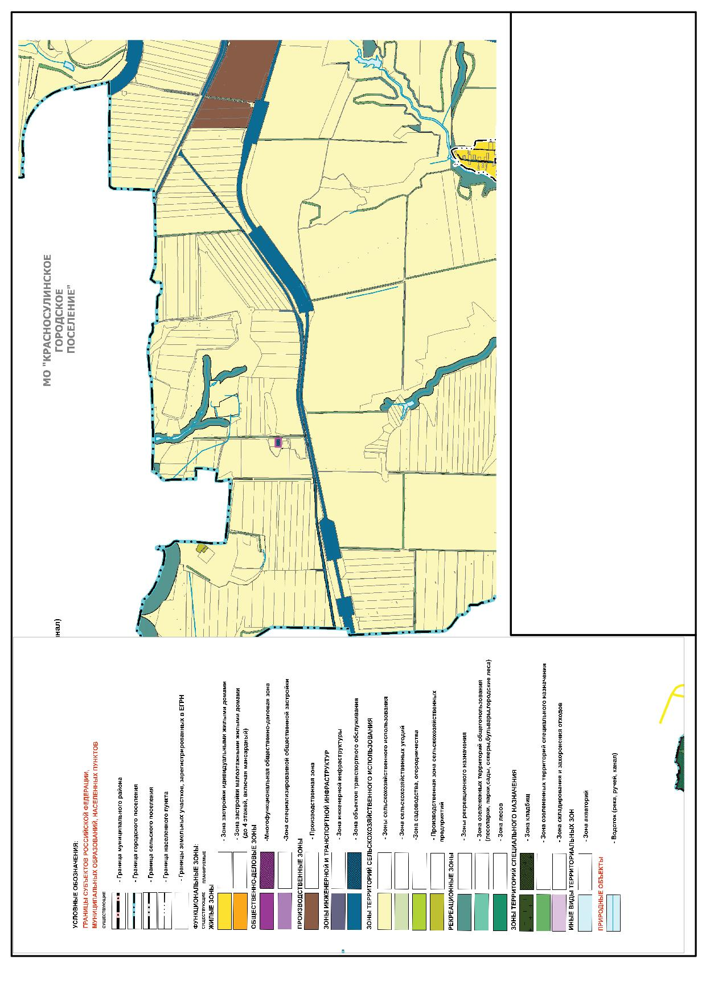 МО "КРАСНОСУЛИНСКОЕ
ГОРОДСКОЕ
ПОСЕЛЕНИЕ"
нал)
УСЛОВНЫЕ ОБОЗНАЧЕНИЯ:
ГРАНИЦЫ СУБЪЕКТОВ РОССИЙСКОЙ ФЕДЕРАЦИИ,
МУНИЦИПАЛЬНЫХ ОБРАЗОВАНИЙ, НАСЕЛЕННЫХ ПУНКТОВ
СУЩЕСТВУЮЩИЕ
- Граница муниципального района
- Граница городского поселения
- Граница сельского поселения
- Граница населенного пункта
- Границы земельных участков, зарегистрированных в ЕГРН
ФУНКЦИОНАЛЬНЫЕ ЗОНЫ:
СУЩЕСТВУЮЩИЕ ПЛАНИРУЕМЫЕ
ЖИЛЫЕ ЗОНЫ
- Зона застройки идивидуальными жилыми домами
- Зона застройки малоэтажными жилыми домами
(до 4 этажей, включая мансардный)
ОБЩЕСТВЕННО-ДЕЛОВЫЕ ЗОНЫ
-Многофункциональная общественно-деловая зона
-Зона специализированной общественной застройки
ПРОИЗВОДСТВЕННЫЕ ЗОНЫ
- Производственная зона
ЗОНЫ ИНЖЕНЕРНОЙ И ТРАНСПОРТНОЙ ИНФРАСТРУКТУР
- Зона инженерной инфраструктуры
- Зона объектов транспортного обслуживания
ЗОНЫ ТЕРРИТОРИЙ СЕЛЬСКОХОЗЯЙСТВЕННОГО ИСПОЛЬЗОВАНИЯ
- Зоны сельскохозяйственного использования
- Зона сельскохозяйственных угодий
-Зона садоводства, огородничества
- Производственная зона сельскохозяйственных
предприятий
РЕКРЕАЦИОННЫЕ ЗОНЫ
- Зоны рекреационного назначения
- Зона озелененных территорий общегопользования
(лесопарки,сады, скверы,бульвары,городские леса)
- Зона лесов
ЗОНЫ ТЕРРИТОРИЙ СПЕЦИАЛЬНОГО НАЗНАЧЕНИЯ
- Зона кладбищ
- Зона озелененных территорий специального назначения
- Зона складирования и захоронения отходов
ИНЫЕ ВИДЫ ТЕРРИТОРИАЛЬНЫХ ЗОН
- Зона акваторий
ПРИРОДНЫЕ ОБЪЕКТЫ
- Водоток (река, ручей, канал)